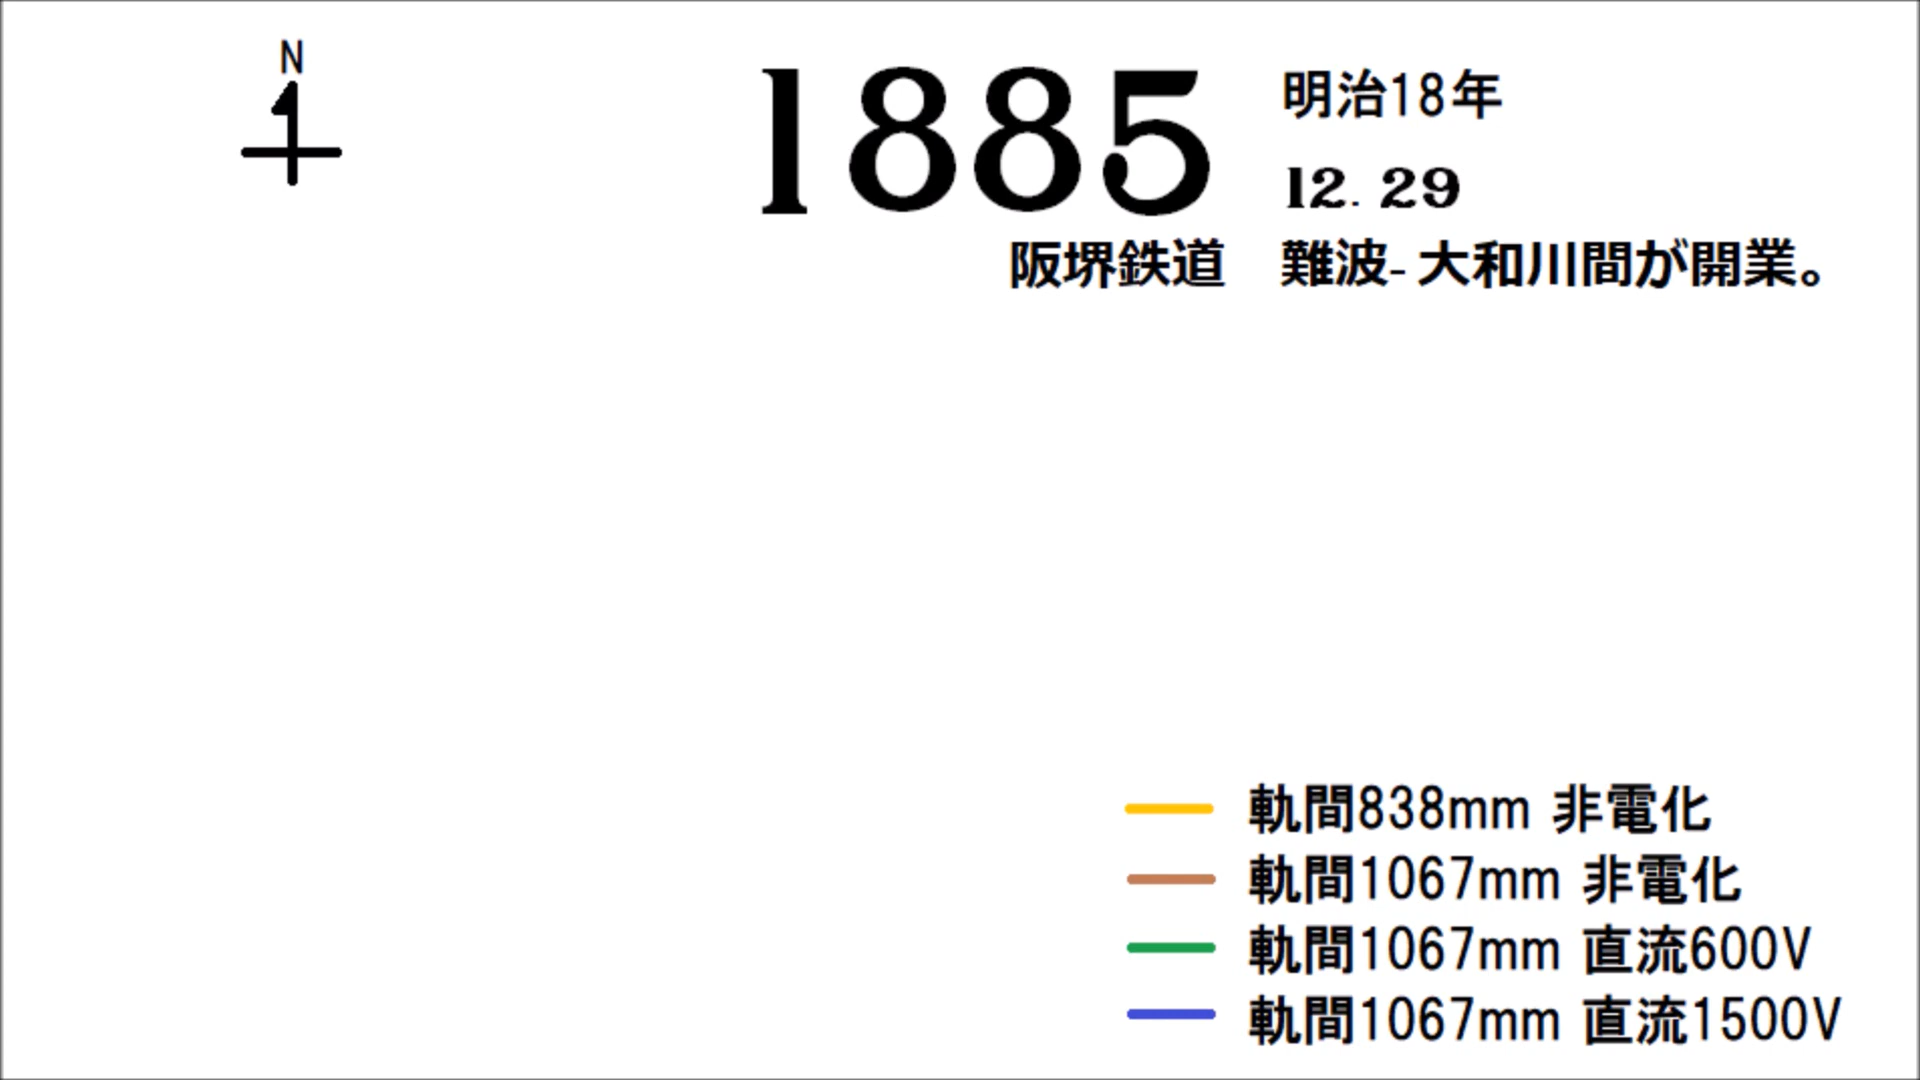 N
1885 明治18年
12. 29
阪堺鉄道　難波-大和川間が開業。
軌間838mm 非電化
軌間1067mm 非電化
軌間1067mm 直流600V
軌間1067mm 直流1500V